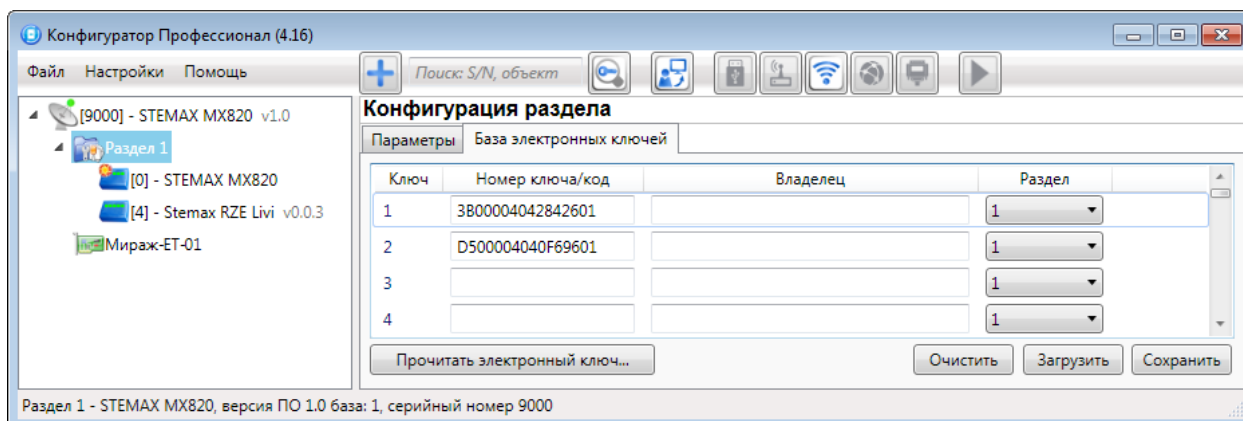 Конфигуратор Профессионал (4.16)
Файл Настройки Помощь
Поиск: S/N, объект
[9000] - STEMAX MX820 v1.0
Раздел 1
[0] - STEMAX MX820
[4] - Stemax RZE Livi v0.0.3
Мираж-ET-01
Конфигурация раздела
Параметры База электронных ключей
Ключ Номер ключа/код Владелец Раздел
1 3B00004042842601 1
2 D500004040F69601 1
3 1
4 1
Прочитать электронный ключ... Очистить Загрузить Сохранить
Раздел 1 - STEMAX MX820, версия ПО 1.0 база: 1, серийный номер 9000